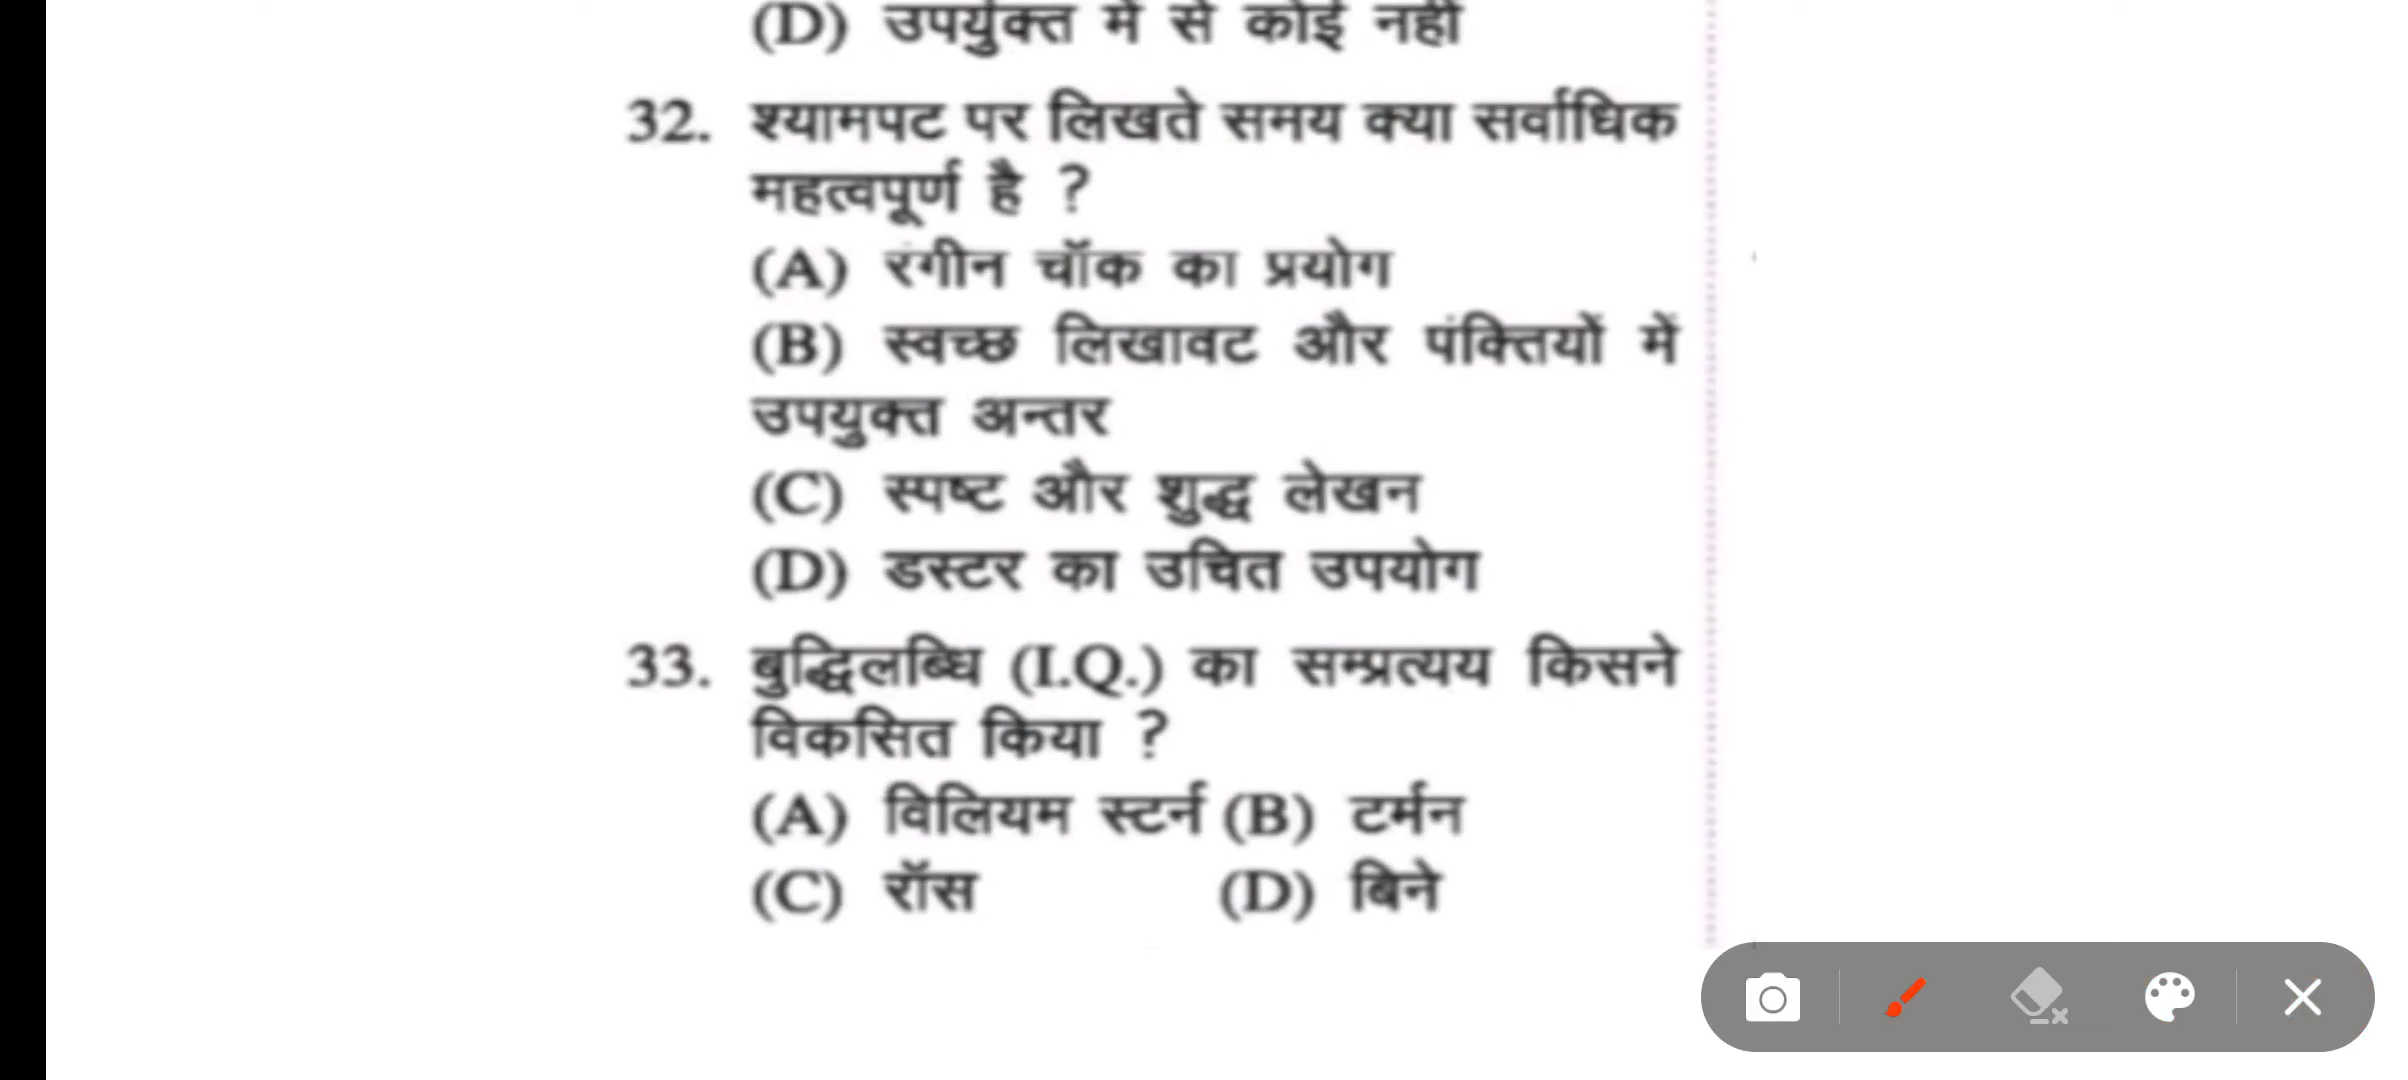 (D) उपर्युक्त में से कोई नहीं
32. श्यामपट पर लिखते समय क्या सर्वाधिक
महत्वपूर्ण है ?
(A) रंगीन चॉक का प्रयोग
(B) स्वच्छ लिखावट और पंक्तियों में
उपयुक्त अन्तर
(C) स्पष्ट और शुद्ध लेखन
(D) डस्टर का उचित उपयोग
33. बुद्धिलब्धि (I.Q.) का सम्प्रत्यय किसने
विकसित किया ?
(A) विलियम स्टर्न (B) टर्मन
(C) रॉस (D) बिने